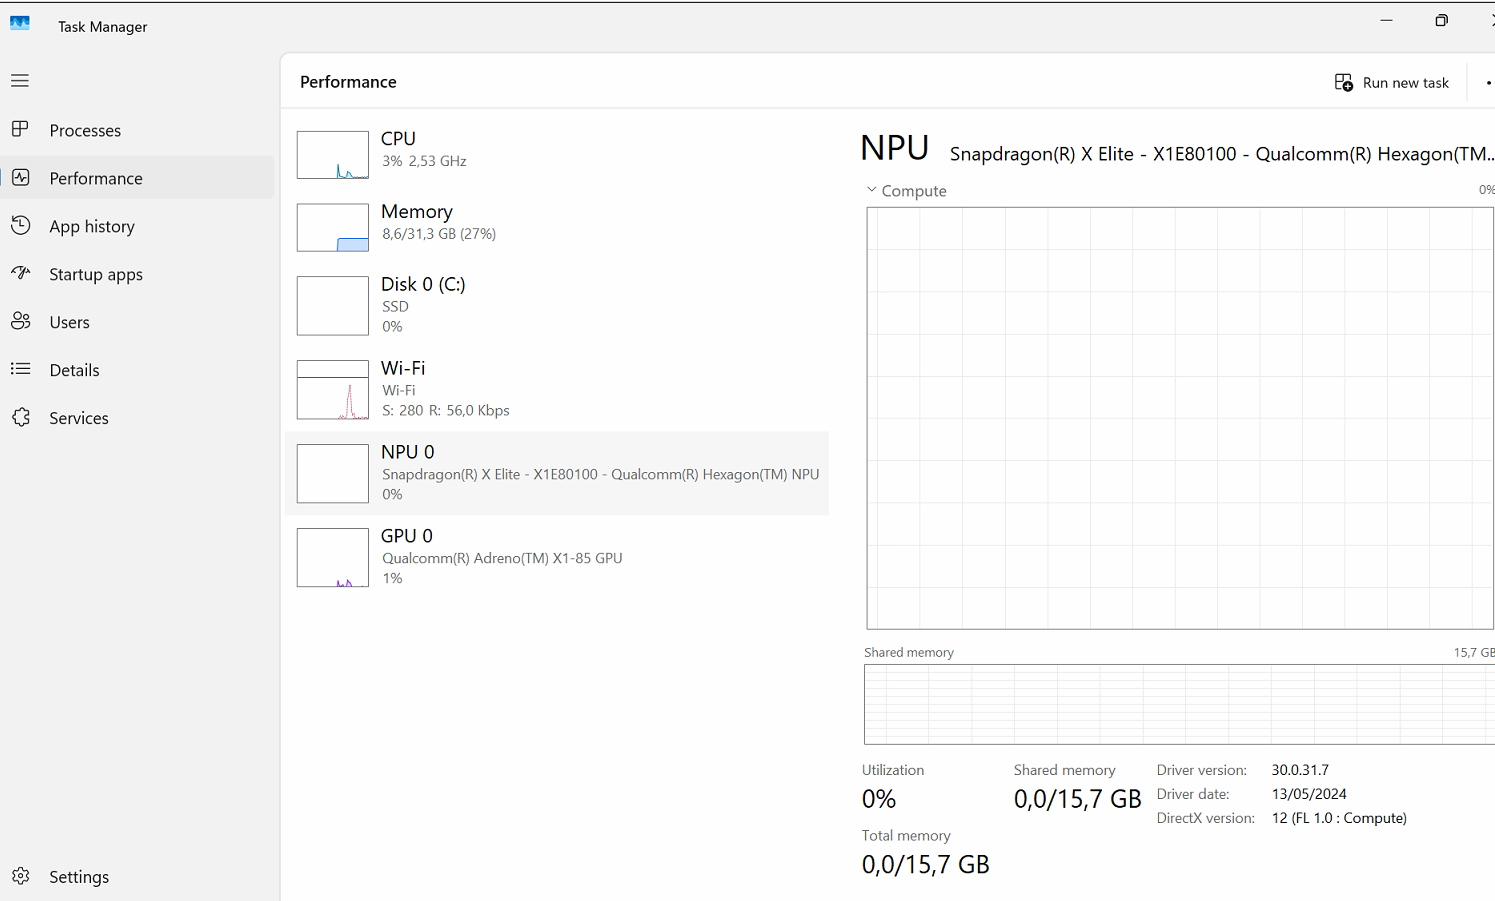 Task Manager
Performance
Run new task
Processes
Performance
App history
Startup apps
Users
Details
Services
Settings
CPU
3% 2,53 GHz
Memory
8,6/31,3 GB (27%)
Disk 0 (C:)
SSD
0%
Wi-Fi
Wi-Fi
S: 280 R: 56,0 Kbps
NPU 0
Snapdragon(R) X Elite - X1E80100 - Qualcomm(R) Hexagon(TM) NPU
0%
GPU 0
Qualcomm(R) Adreno(TM) X1-85 GPU
1%
NPU Snapdragon(R) X Elite - X1E80100 - Qualcomm(R) Hexagon(TM...
Compute 0%
Shared memory 15,7 GB
Utilization
0%
Shared memory
0,0/15,7 GB
Driver version: 30.0.31.7
Driver date: 13/05/2024
DirectX version: 12 (FL 1.0 : Compute)
Total memory
0,0/15,7 GB